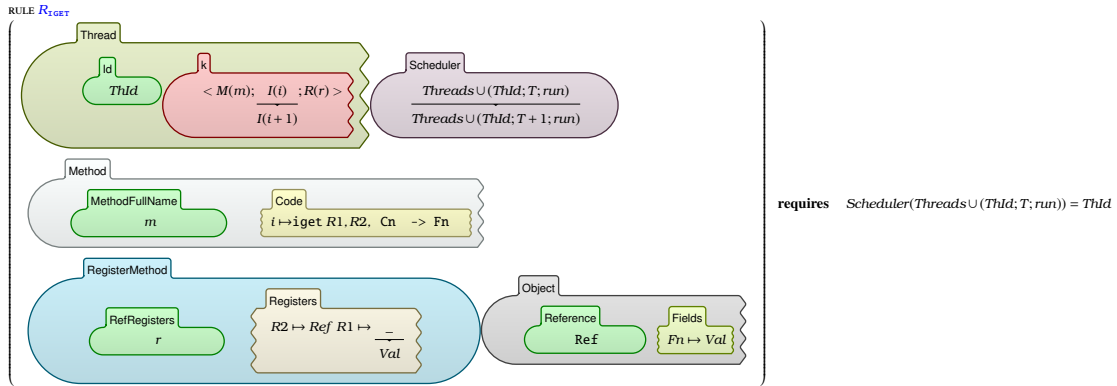 RULE R_IGET
Thread
Id
ThId
k
< M(m); I(i) ; R(r) >
I(i+1)
Scheduler
Threads ∪ (ThId; T; run)
Threads ∪ (ThId; T+1; run)
Method
MethodFullName
m
Code
i ↦ iget R1,R2, Cn -> Fn
requires Scheduler(Threads ∪ (ThId; T; run)) = ThId
RegisterMethod
RefRegisters
r
Registers
R2 ↦ Ref R1 ↦ _
Val
Object
Reference
Ref
Fields
Fn ↦ Val